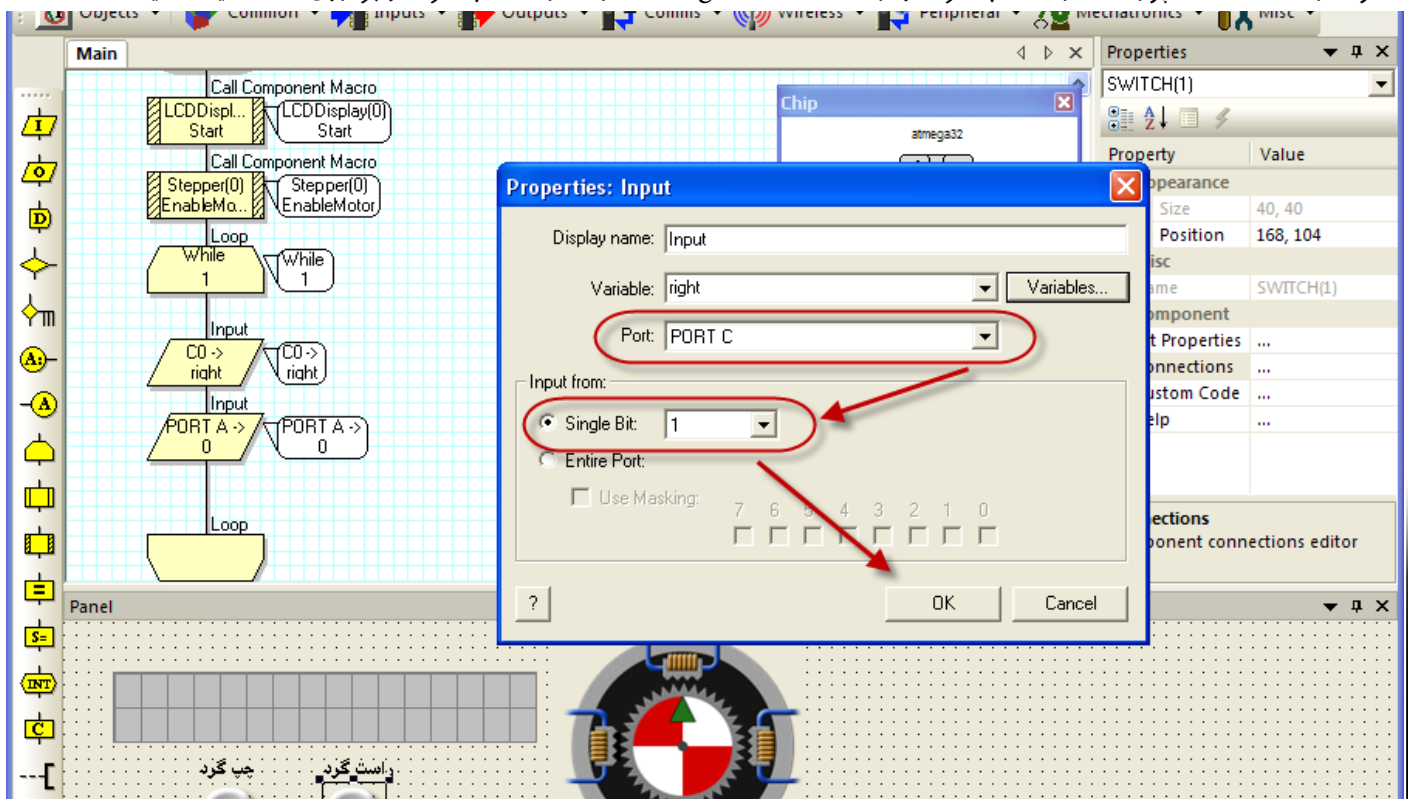 Objects Common Inputs Outputs Comms Wireless Peripheral Mechatronics Misc
Main
Properties
Call Component Macro
LCDDispl...
Start
LCDDisplay(0)
Start
Call Component Macro
Stepper(0)
EnableMo...
Stepper(0)
EnableMotor
Loop
While
1
While
1
Input
C0 ->
right
C0 ->
right
Input
PORT A ->
0
PORT A ->
0
Loop
Chip
atmega32
SWITCH(1)
Property Value
Size 40, 40
Position 168, 104
SWITCH(1)
...
...
...
...
editor
Properties: Input
Display name: Input
Variable: right Variables...
Port: PORT C
Input from:
Single Bit: 1
Entire Port:
Use Masking:
7 6 5 4 3 2 1 0
? OK Cancel
Panel
راست گرد چپ گرد
I
O
D
A:
A
=
S=
INT
C